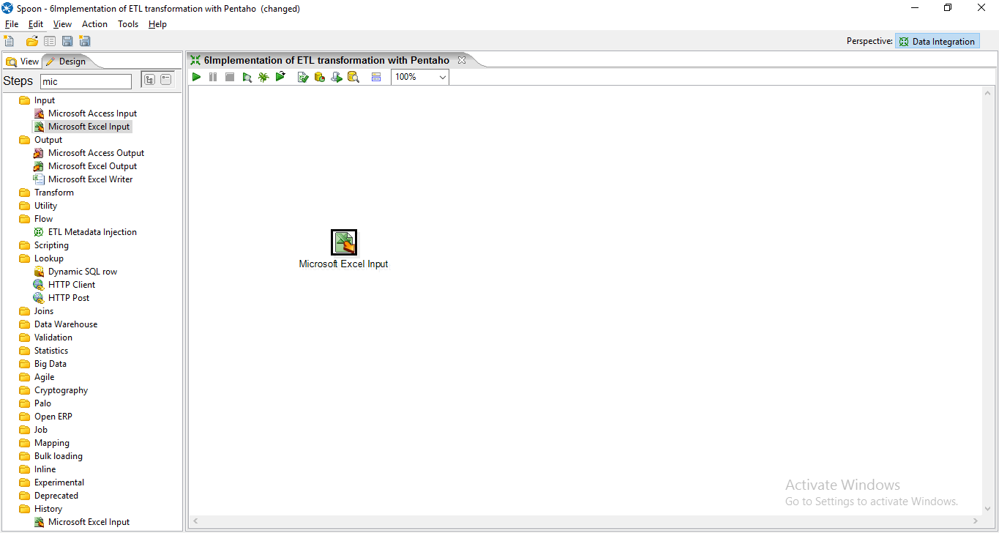 Spoon - 6Implementation of ETL transformation with Pentaho (changed)
File Edit View Action Tools Help
Perspective: Data Integration
View Design
6Implementation of ETL transformation with Pentaho
Steps mic
100%
Input
Microsoft Access Input
Microsoft Excel Input
Output
Microsoft Access Output
Microsoft Excel Output
Microsoft Excel Writer
Transform
Utility
Flow
ETL Metadata Injection
Scripting
Lookup
Dynamic SQL row
HTTP Client
HTTP Post
Joins
Data Warehouse
Validation
Statistics
Big Data
Agile
Cryptography
Palo
Open ERP
Job
Mapping
Bulk loading
Inline
Experimental
Deprecated
History
Microsoft Excel Input
Microsoft Excel Input
Activate Windows
Go to Settings to activate Windows.